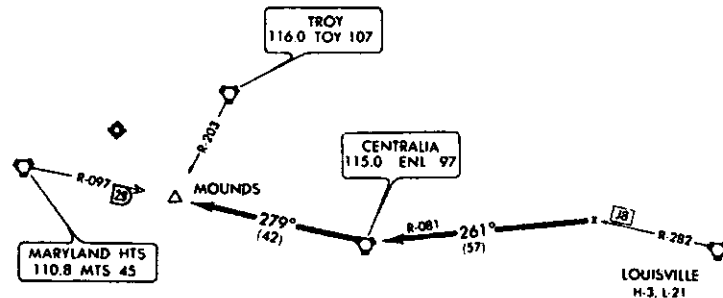 TROY
116.0 TOY 107
R-203
CENTRALIA
115.0 ENL 97
R-097
29
MOUNDS
279°
(42)
R-081
261°
(57)
J8
R-282
MARYLAND HTS
110.8 MTS 45
LOUISVILLE
H-3, L-21